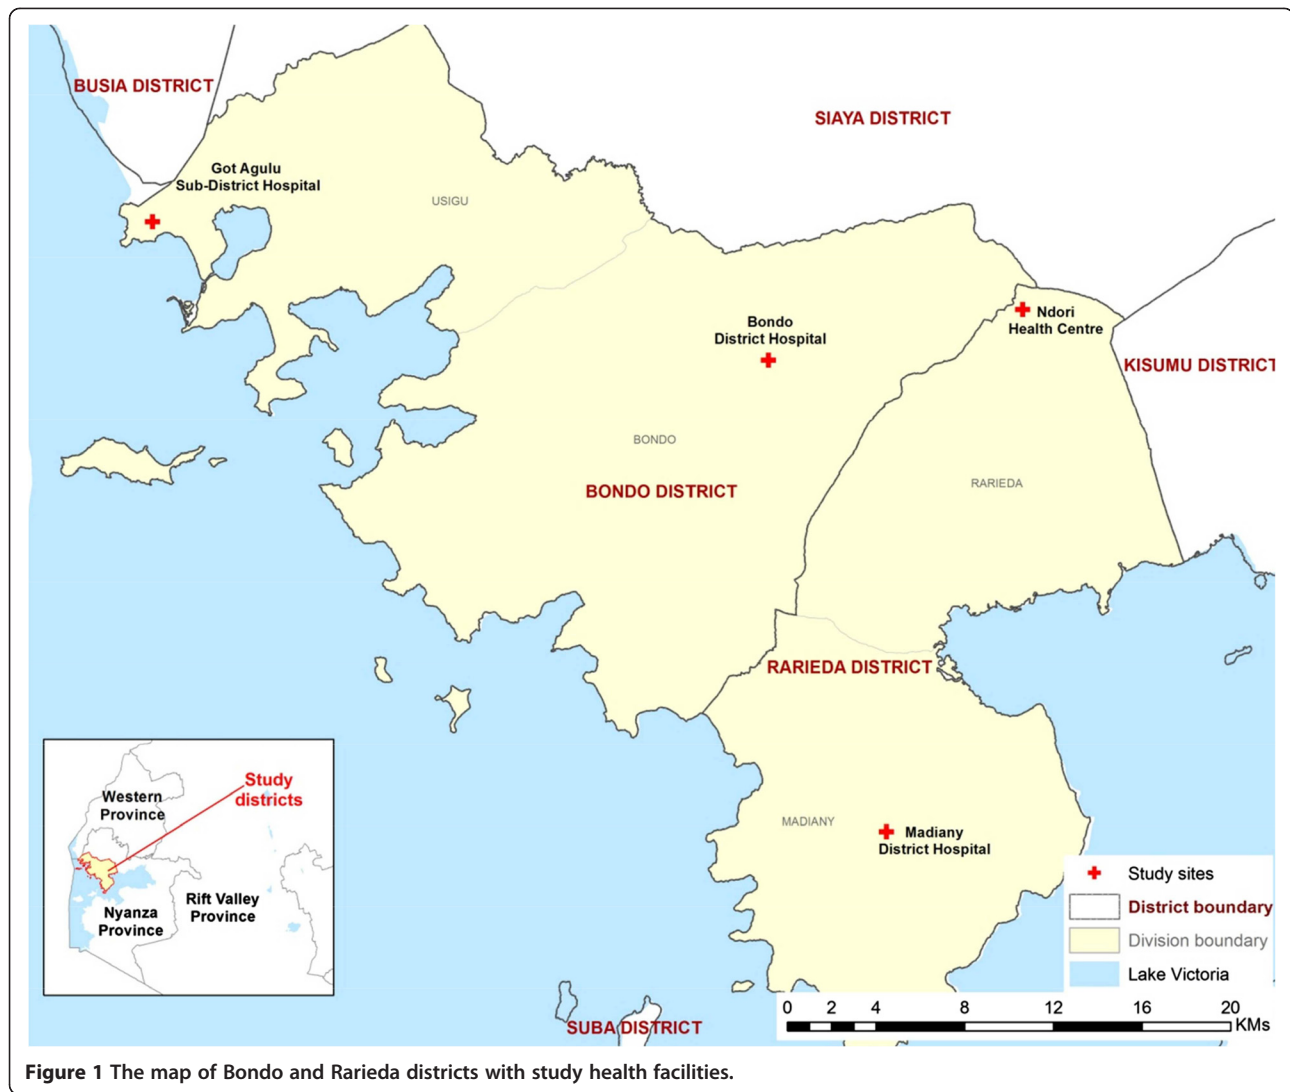 BUSIA DISTRICT
SIAYA DISTRICT
Got Agulu
Sub-District Hospital
USIGU
Bondo
District Hospital
Ndori
Health Centre
KISUMU DISTRICT
BONDO
RARIEDA
BONDO DISTRICT
RARIEDA DISTRICT
MADIANY
Madiany
District Hospital
SUBA DISTRICT
Study
districts
Western
Province
Rift Valley
Province
Nyanza
Province
Study sites
District boundary
Division boundary
Lake Victoria
0 2 4 8 12 16 20
KMs
Figure 1 The map of Bondo and Rarieda districts with study health facilities.